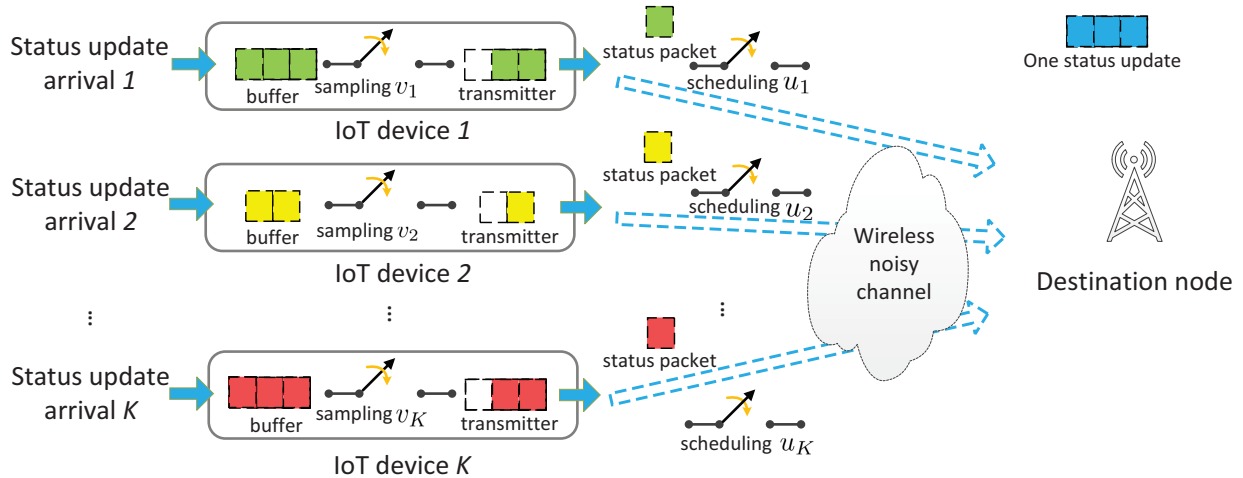 Status update
arrival 1
buffer
sampling v₁
transmitter
IoT device 1
status packet
scheduling u₁
One status update
Status update
arrival 2
buffer
sampling v₂
transmitter
IoT device 2
status packet
scheduling u₂
Wireless
noisy
channel
Destination node
...
...
...
Status update
arrival K
buffer
sampling v_K
transmitter
IoT device K
status packet
scheduling u_K